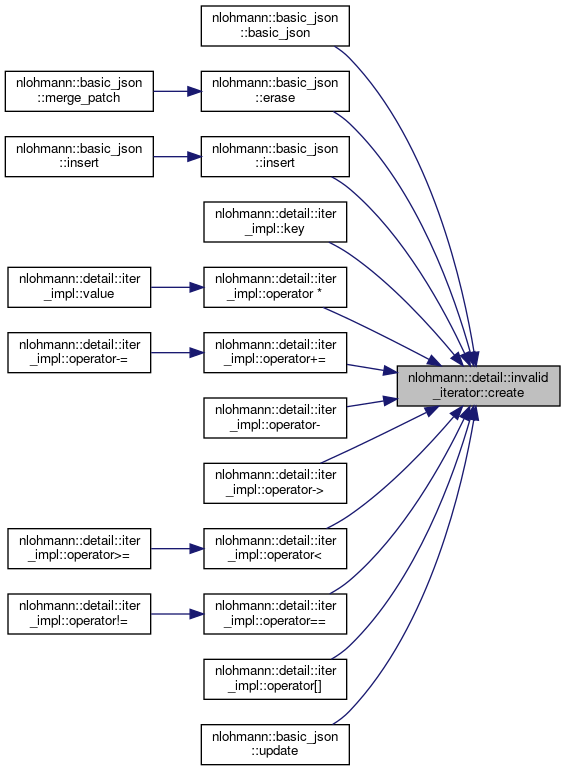 nlohmann::basic_json
::basic_json
nlohmann::basic_json
::merge_patch
nlohmann::basic_json
::erase
nlohmann::basic_json
::insert
nlohmann::basic_json
::insert
nlohmann::detail::iter
_impl::key
nlohmann::detail::iter
_impl::value
nlohmann::detail::iter
_impl::operator *
nlohmann::detail::iter
_impl::operator-=
nlohmann::detail::iter
_impl::operator+=
nlohmann::detail::invalid
_iterator::create
nlohmann::detail::iter
_impl::operator-
nlohmann::detail::iter
_impl::operator->
nlohmann::detail::iter
_impl::operator>=
nlohmann::detail::iter
_impl::operator<
nlohmann::detail::iter
_impl::operator!=
nlohmann::detail::iter
_impl::operator==
nlohmann::detail::iter
_impl::operator[]
nlohmann::basic_json
::update